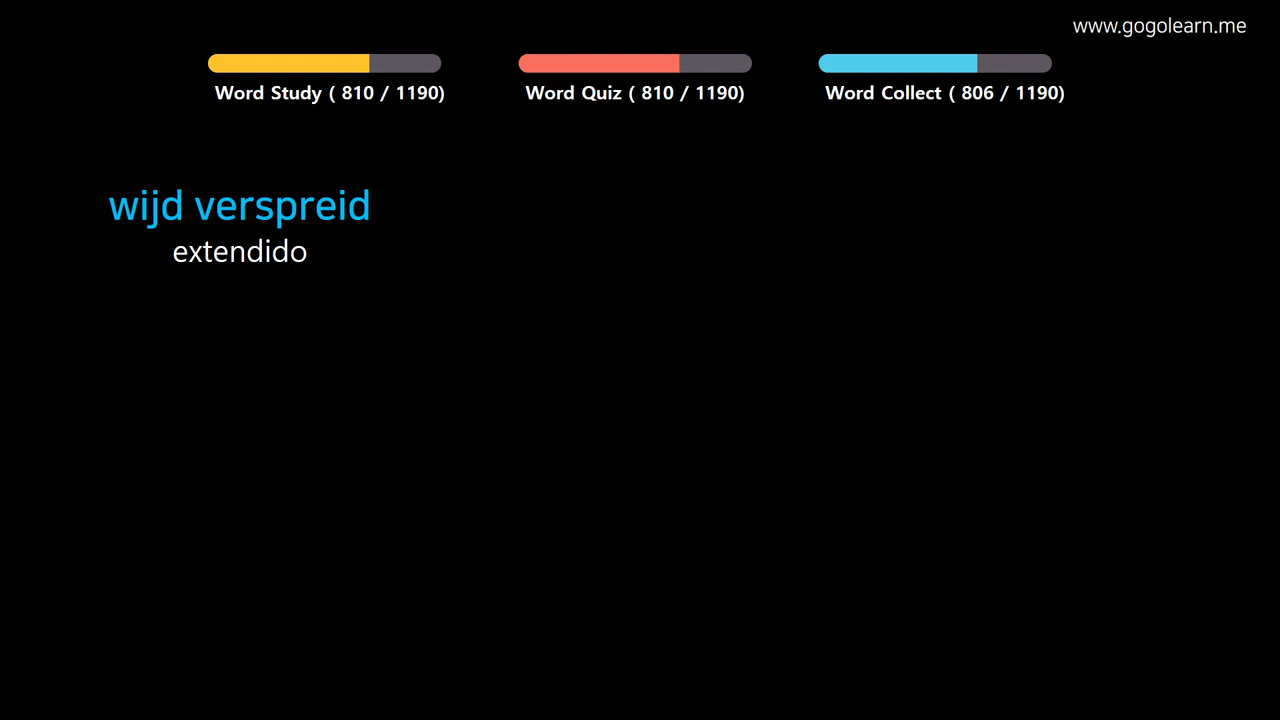 www.gogolearn.me
Word Study ( 810 / 1190)
Word Quiz ( 810 / 1190)
Word Collect ( 806 / 1190)
wijd verspreid
extendido